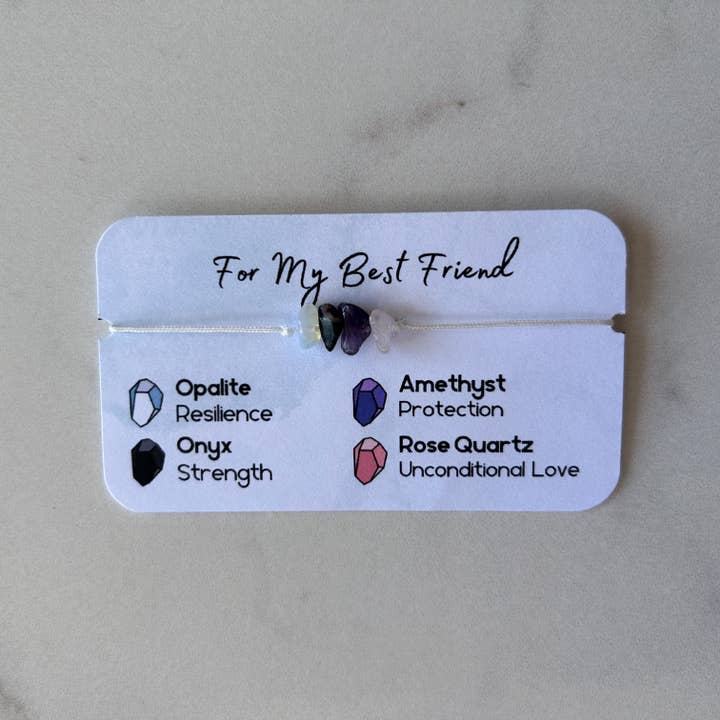 For My Best Friend
Opalite
Resilience
Onyx
Strength
Amethyst
Protection
Rose Quartz
Unconditional Love